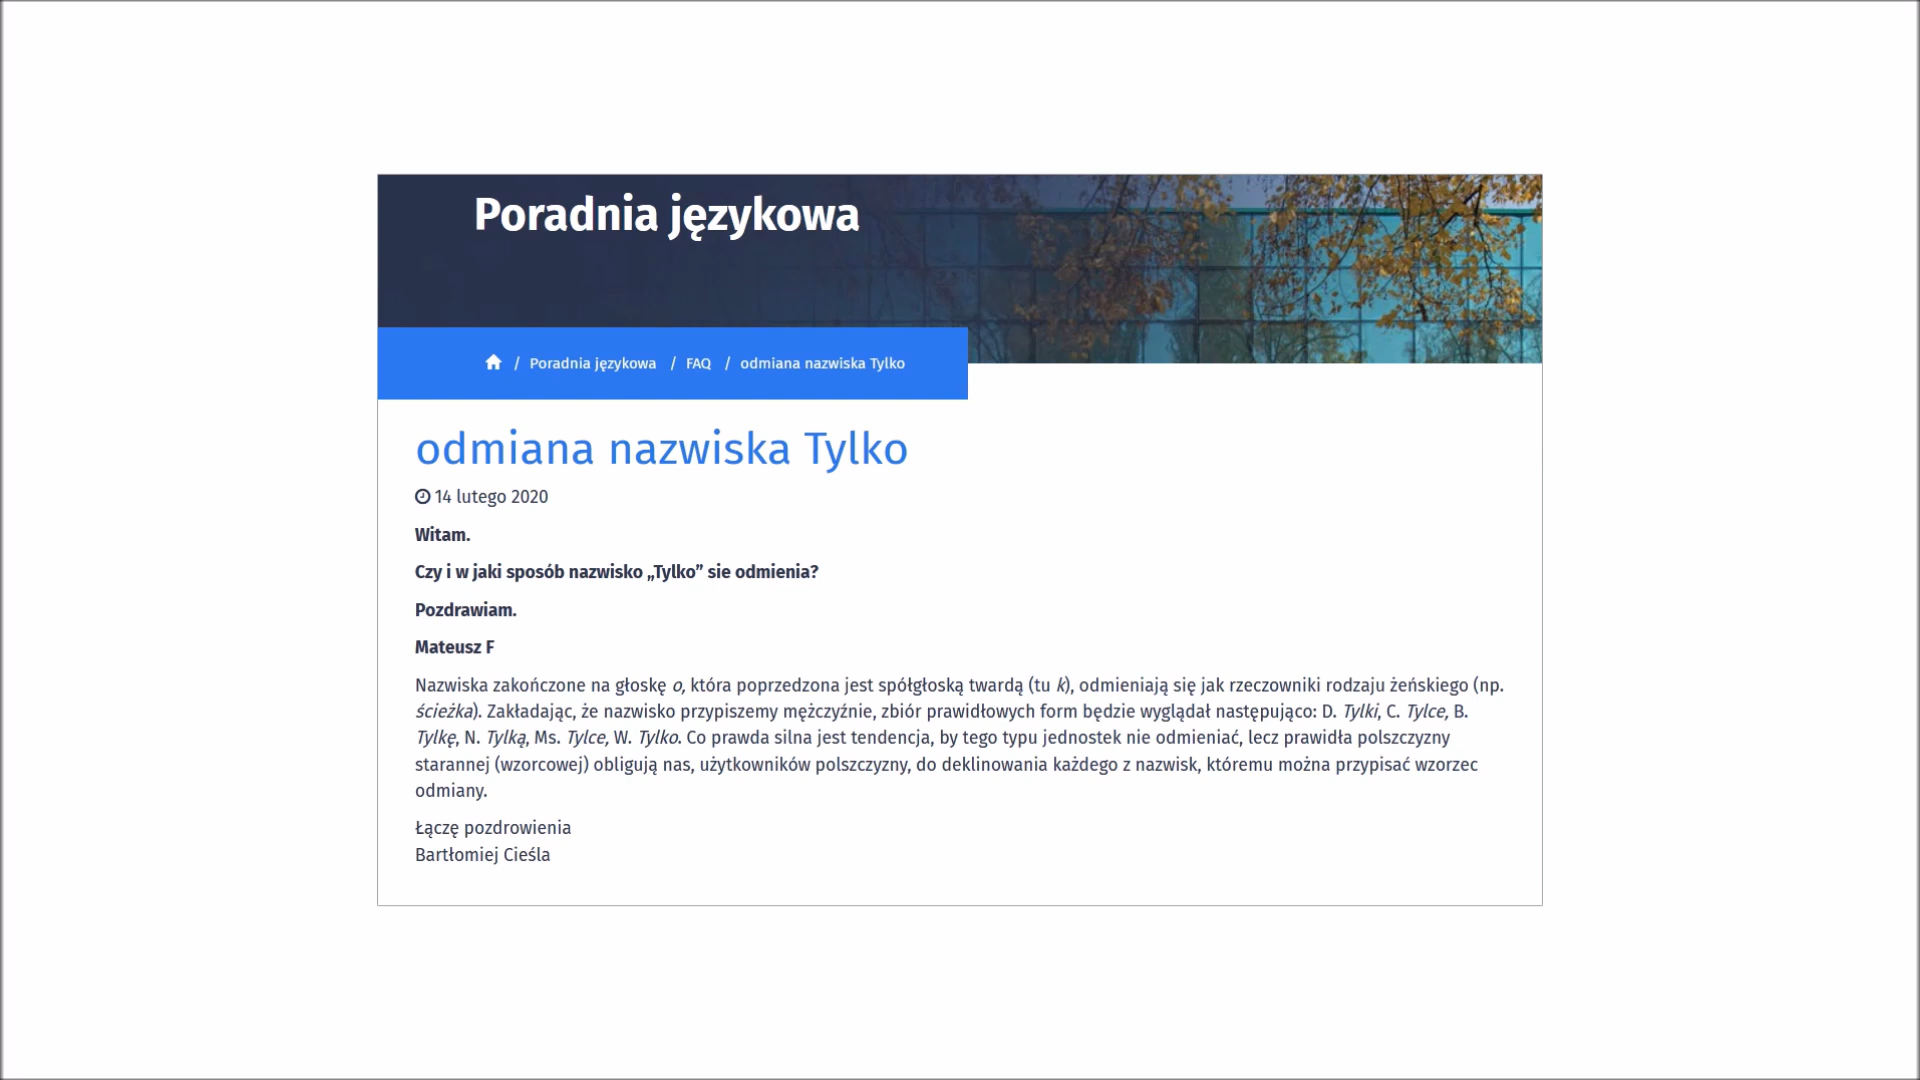 Poradnia językowa
/ Poradnia językowa / FAQ / odmiana nazwiska Tylko
odmiana nazwiska Tylko
14 lutego 2020
Witam.
Czy i w jaki sposób nazwisko „Tylko” sie odmienia?
Pozdrawiam.
Mateusz F
Nazwiska zakończone na głoskę o, która poprzedzona jest spółgłoską twardą (tu k), odmieniają się jak rzeczowniki rodzaju żeńskiego (np.
ścieżka). Zakładając, że nazwisko przypiszemy mężczyźnie, zbiór prawidłowych form będzie wyglądał następująco: D. Tylki, C. Tylce, B.
Tylkę, N. Tylką, Ms. Tylce, W. Tylko. Co prawda silna jest tendencja, by tego typu jednostek nie odmieniać, lecz prawidła polszczyzny
starannej (wzorcowej) obligują nas, użytkowników polszczyzny, do deklinowania każdego z nazwisk, któremu można przypisać wzorzec
odmiany.
Łączę pozdrowienia
Bartłomiej Cieśla